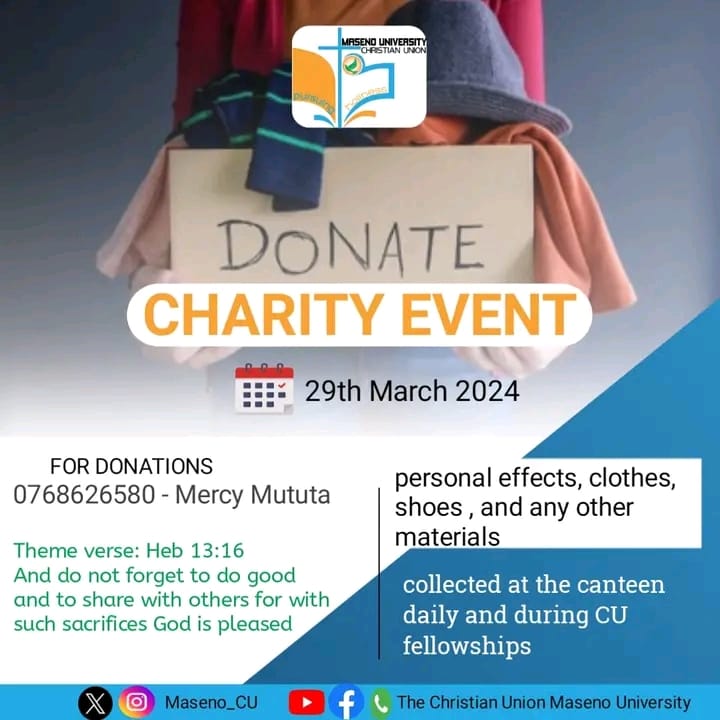 MASENO UNIVERSITY
CHRISTIAN UNION
pursuing holiness
DONATE
CHARITY EVENT
29th March 2024
FOR DONATIONS
0768626580 - Mercy Mututa
Theme verse: Heb 13:16
And do not forget to do good
and to share with others for with
such sacrifices God is pleased
personal effects, clothes,
shoes , and any other
materials
collected at the canteen
daily and during CU
fellowships
Maseno_CU
The Christian Union Maseno University